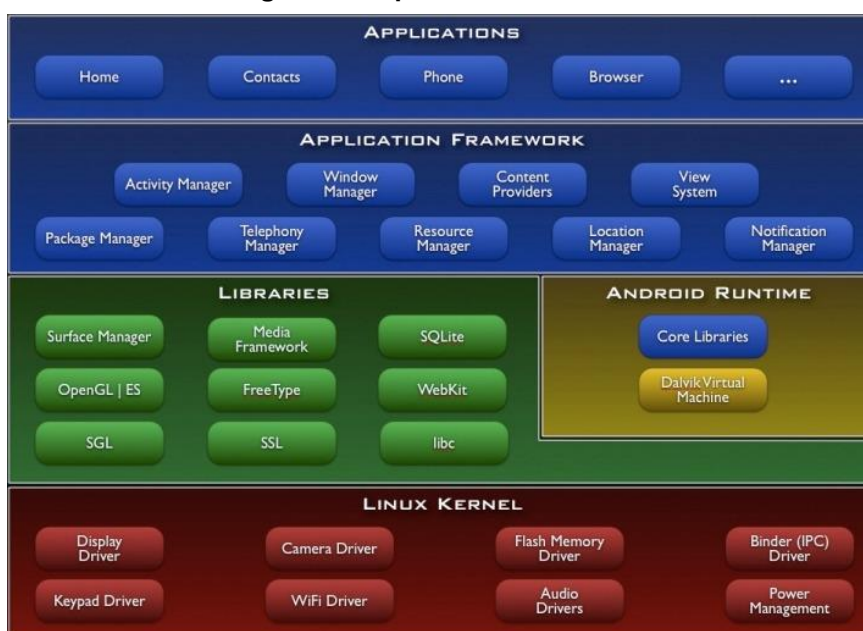 APPLICATIONS
Home Contacts Phone Browser ...
APPLICATION FRAMEWORK
Activity Manager Window Manager Content Providers View System
Package Manager Telephony Manager Resource Manager Location Manager Notification Manager
LIBRARIES
Surface Manager Media Framework SQLite
OpenGL | ES FreeType WebKit
SGL SSL libc
ANDROID RUNTIME
Core Libraries
Dalvik Virtual Machine
LINUX KERNEL
Display Driver Camera Driver Flash Memory Driver Binder (IPC) Driver
Keypad Driver WiFi Driver Audio Drivers Power Management